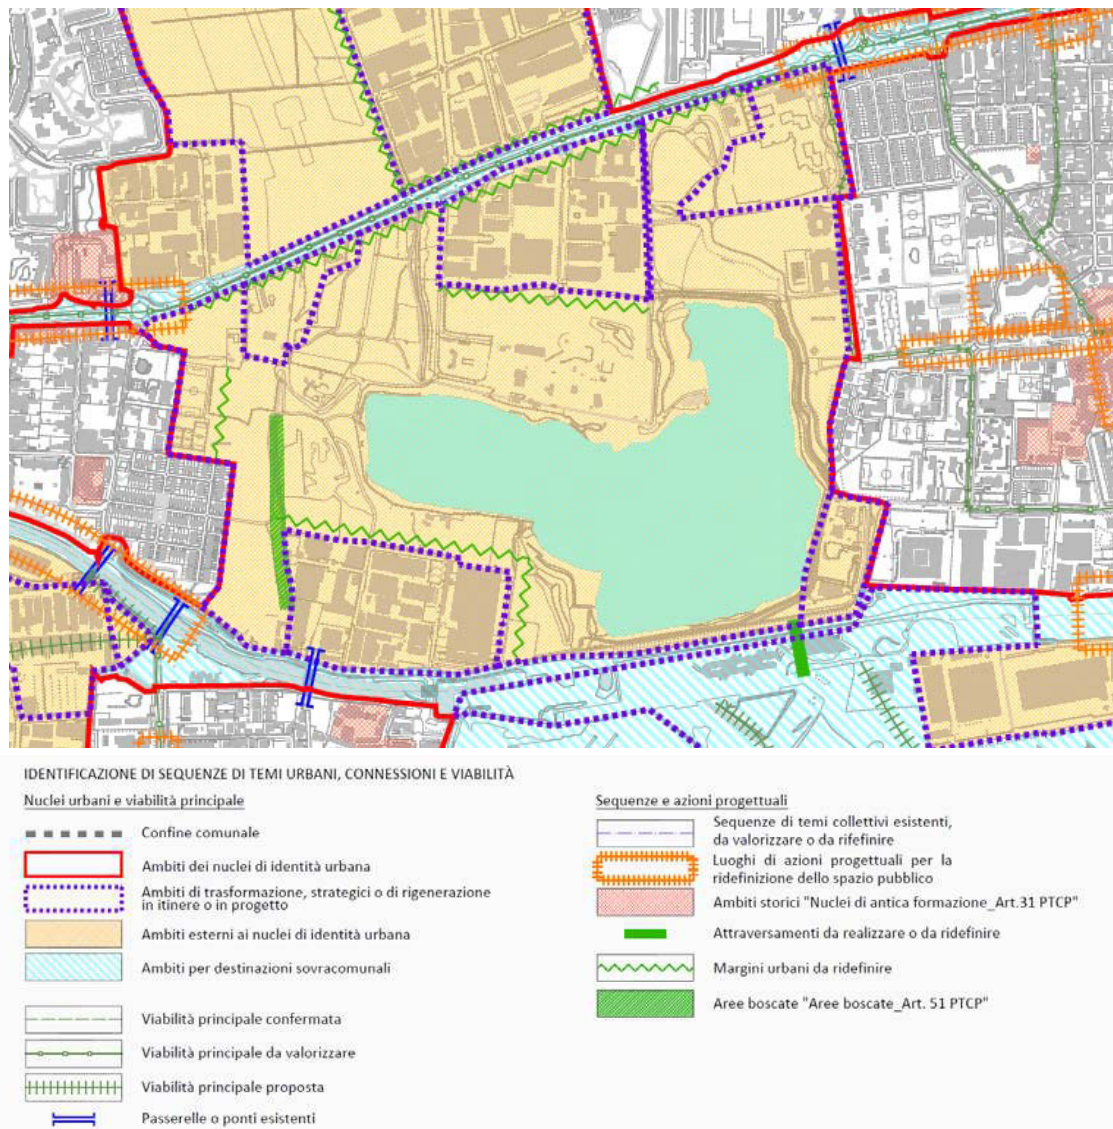 IDENTIFICAZIONE DI SEQUENZE DI TEMI URBANI, CONNESSIONI E VIABILITÀ
Nuclei urbani e viabilità principale
Confine comunale
Ambiti dei nuclei di identità urbana
Ambiti di trasformazione, strategici o di rigenerazione
in itinere o in progetto
Ambiti esterni ai nuclei di identità urbana
Ambiti per destinazioni sovracomunali
Viabilità principale confermata
Viabilità principale da valorizzare
Viabilità principale proposta
Passerelle o ponti esistenti
Sequenze e azioni progettuali
Sequenze di temi collettivi esistenti,
da valorizzare o da rifefinire
Luoghi di azioni progettuali per la
ridefinizione dello spazio pubblico
Ambiti storici "Nuclei di antica formazione_Art.31 PTCP"
Attraversamenti da realizzare o da ridefinire
Margini urbani da ridefinire
Aree boscate "Aree boscate_Art. 51 PTCP"